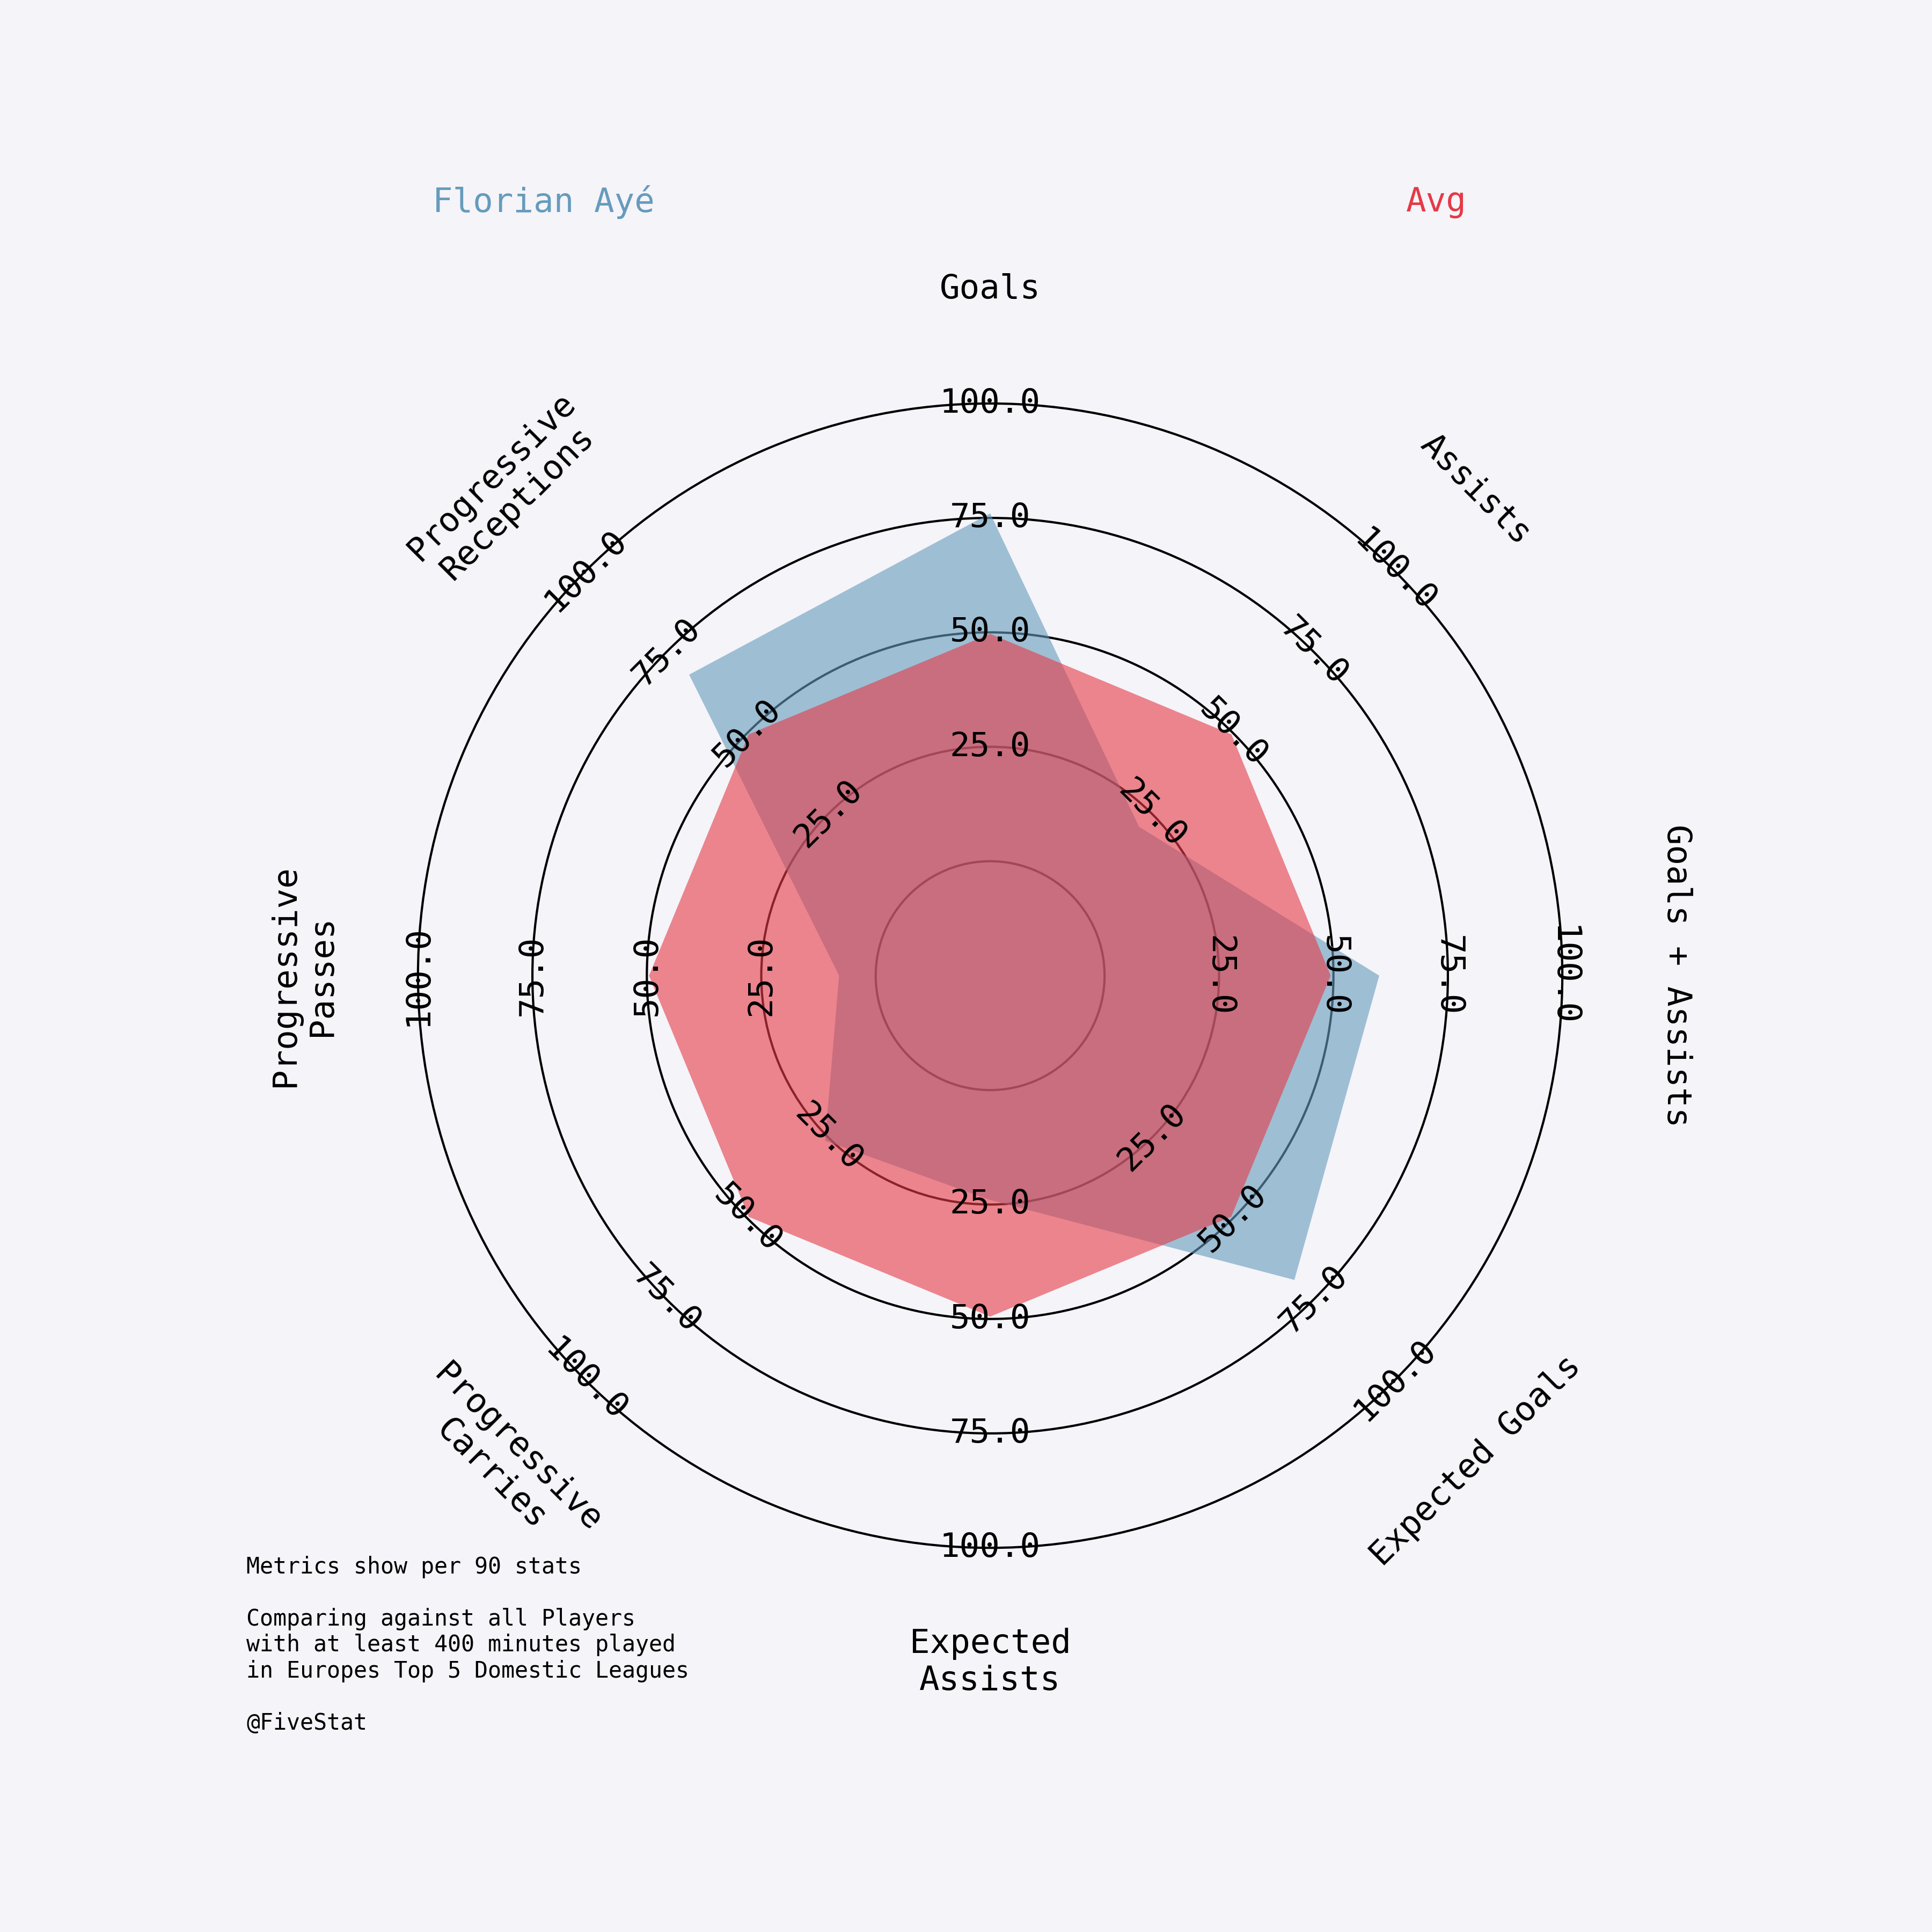 Florian Ayé
Avg
Goals
Assists
Goals + Assists
Expected Goals
Expected
Assists
Progressive
Carries
Progressive
Passes
Progressive
Receptions
25.0
50.0
75.0
100.0
25.0
50.0
75.0
100.0
25.0
50.0
75.0
100.0
25.0
50.0
75.0
100.0
25.0
50.0
75.0
100.0
25.0
50.0
75.0
100.0
25.0
50.0
75.0
100.0
25.0
50.0
75.0
100.0
Metrics show per 90 stats
Comparing against all Players
with at least 400 minutes played
in Europes Top 5 Domestic Leagues
@FiveStat